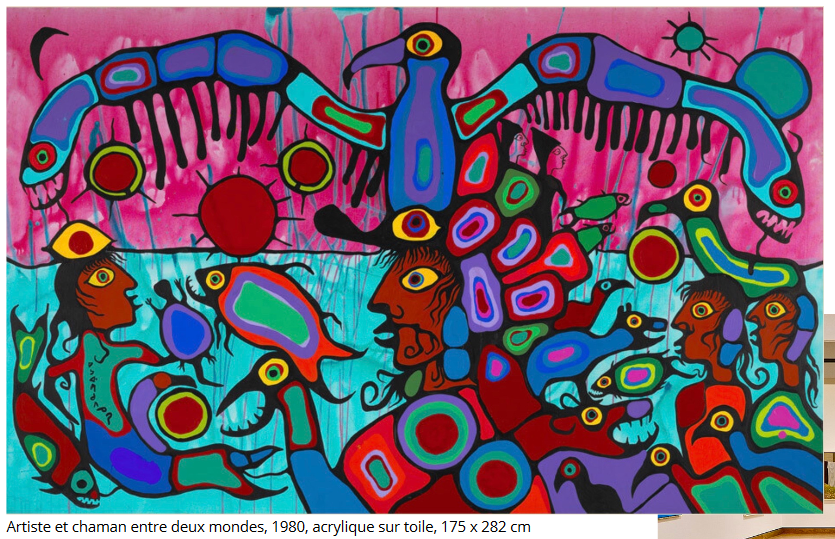 Artiste et chaman entre deux mondes, 1980, acrylique sur toile, 175 x 282 cm